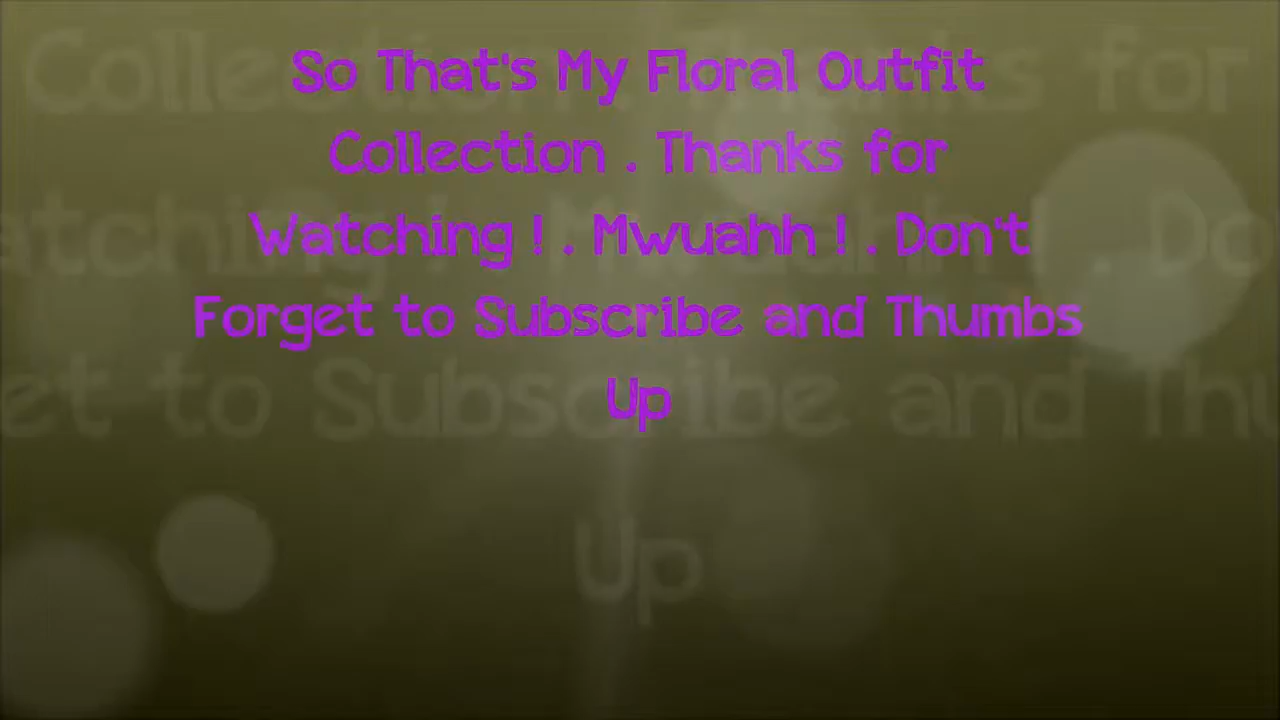 So That's My Floral Outfit
Collection . Thanks for
Watching ! . Mwuahh ! . Don't
Forget to Subscribe and Thumbs
Up